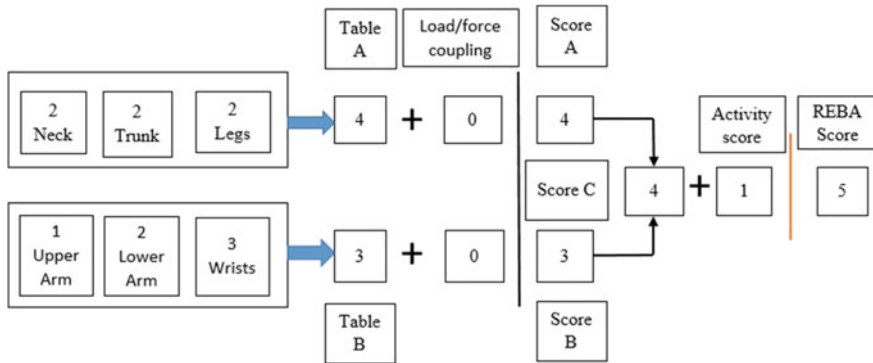 Table
A
Load/force
coupling
Score
A
2
Neck
2
Trunk
2
Legs
4
+
0
4
Activity
score
REBA
Score
Score C
4
+
1
5
1
Upper
Arm
2
Lower
Arm
3
Wrists
3
+
0
3
Table
B
Score
B